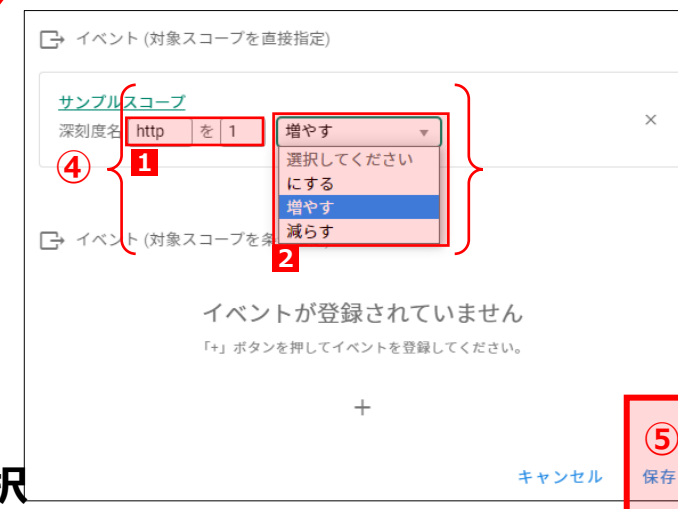 イベント (対象スコープを直接指定)
サンプルスコープ
深刻度名 http を 1 増やす
④
1
選択してください
にする
増やす
減らす
2
イベント (対象スコープを条
イベントが登録されていません
「+」ボタンを押してイベントを登録してください。
+
⑤
キャンセル 保存
択